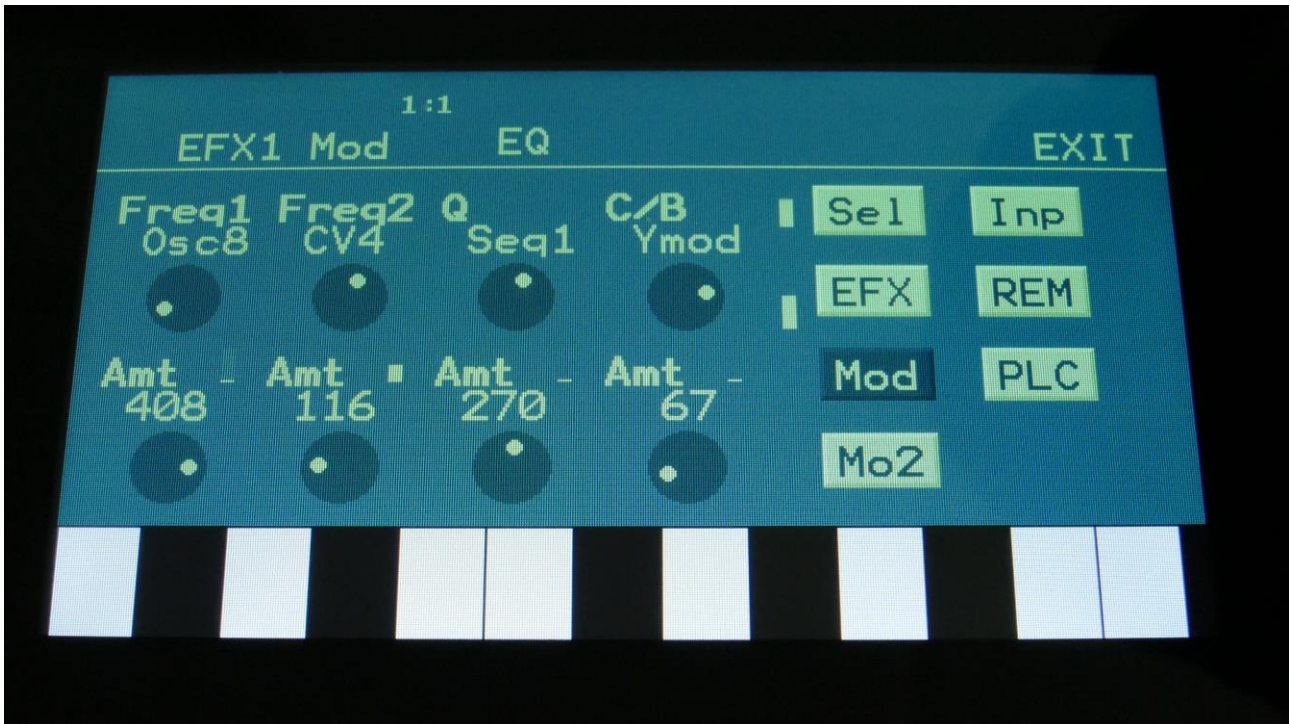 1:1
EFX1 Mod EQ EXIT
Freq1 Freq2 Q C/B Sel Inp
Osc8 CV4 Seq1 Ymod
EFX REM
Amt Amt Amt Amt Mod PLC
408 116 270 67
Mo2